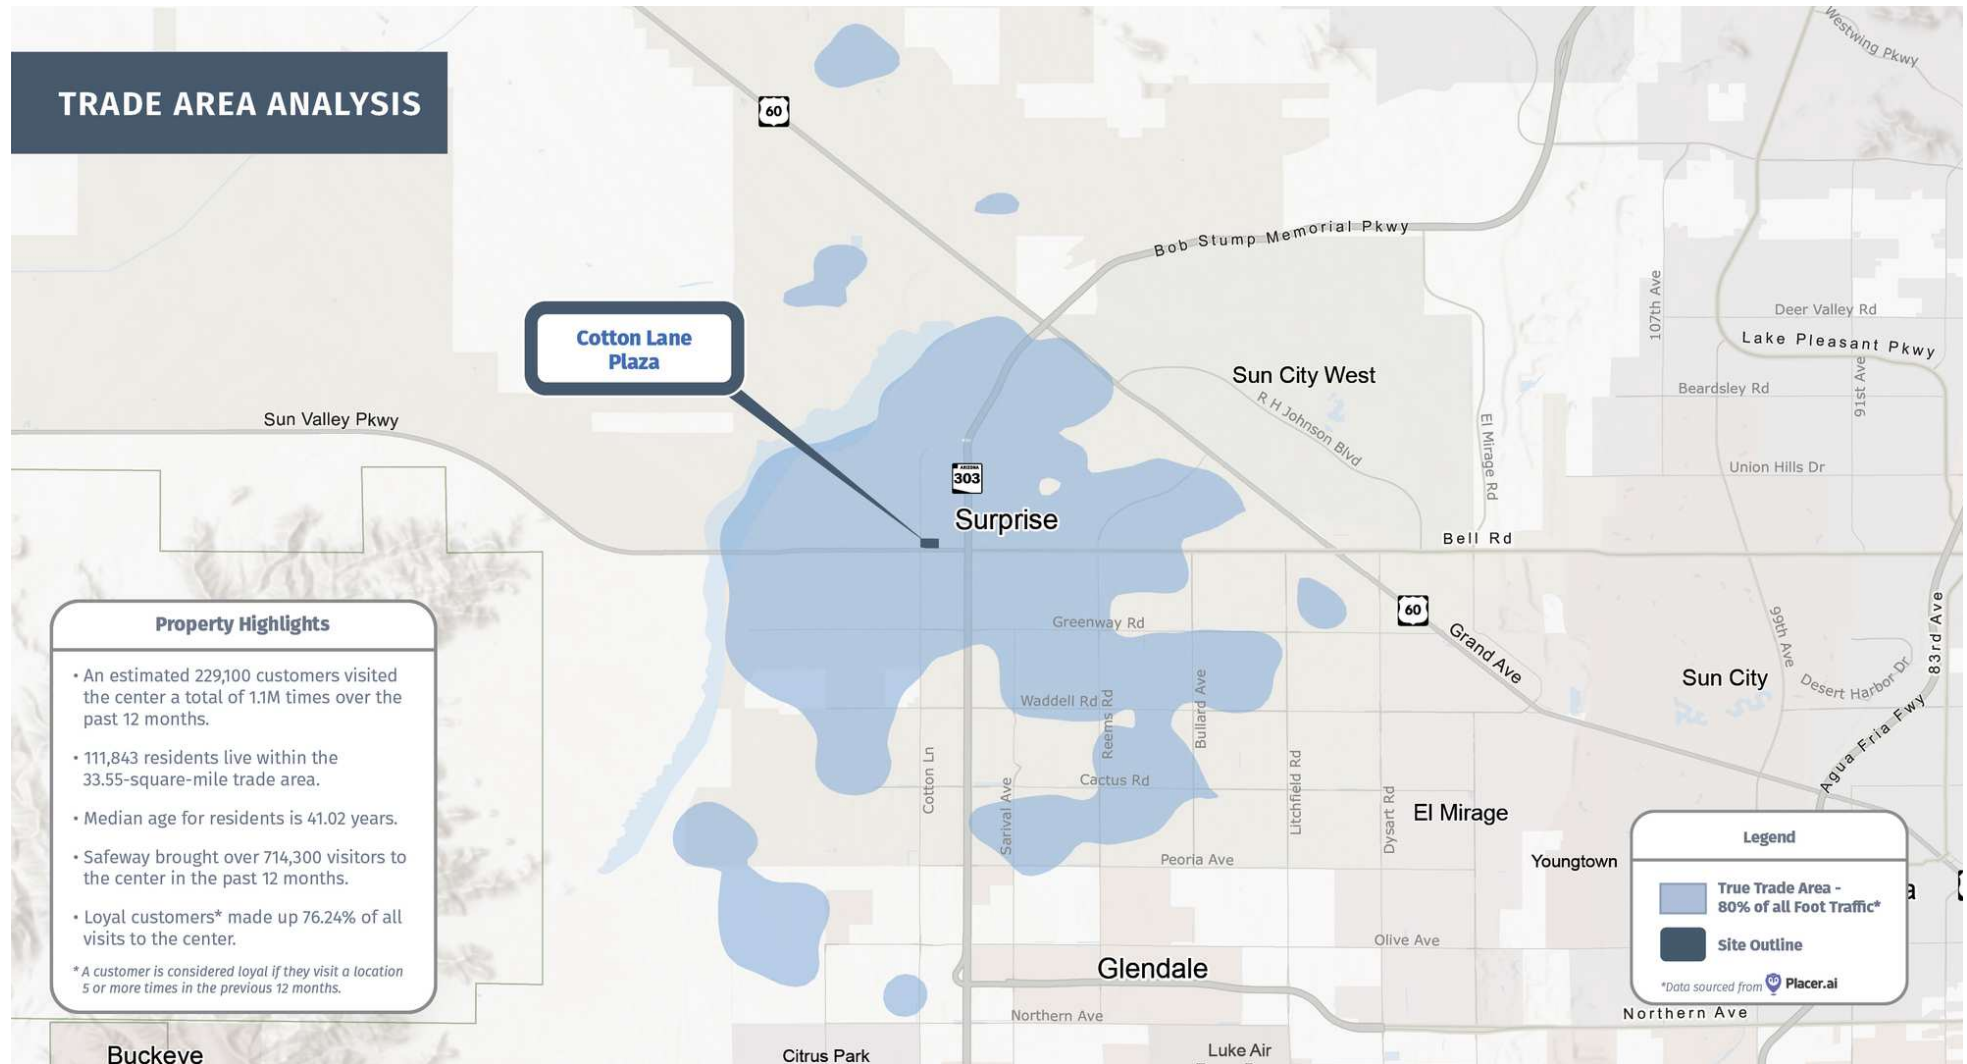 TRADE AREA ANALYSIS
Westwing Pkwy
60
Bob Stump Memorial Pkwy
107th Ave
Deer Valley Rd
Lake Pleasant Pkwy
Cotton Lane
Plaza
Sun City West
R H Johnson Blvd
Beardsley Rd
91st Ave
Sun Valley Pkwy
El Mirage Rd
ARIZONA
303
Union Hills Dr
Surprise
Bell Rd
Greenway Rd
60
Grand Ave
99th Ave
83rd Ave
Sun City
Desert Harbor Dr
Waddell Rd
Reems Rd
Bullard Ave
Agua Fria Fwy
Cotton Ln
Sarival Ave
Cactus Rd
Litchfield Rd
Dysart Rd
El Mirage
Peoria Ave
Youngtown
Olive Ave
Glendale
Northern Ave
Northern Ave
Buckeye
Citrus Park
Luke Air
a
Property Highlights
• An estimated 229,100 customers visited
the center a total of 1.1M times over the
past 12 months.
• 111,843 residents live within the
33.55-square-mile trade area.
• Median age for residents is 41.02 years.
• Safeway brought over 714,300 visitors to
the center in the past 12 months.
• Loyal customers* made up 76.24% of all
visits to the center.
* A customer is considered loyal if they visit a location
5 or more times in the previous 12 months.
Legend
True Trade Area -
80% of all Foot Traffic*
Site Outline
*Data sourced from Placer.ai